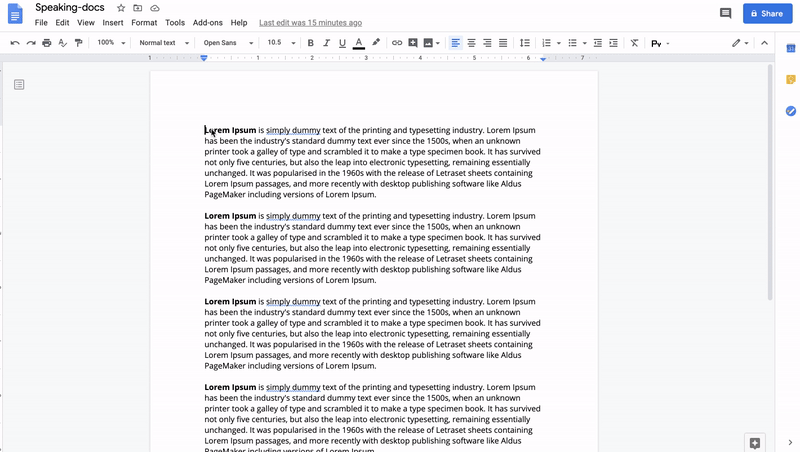 Speaking-docs
File Edit View Insert Format Tools Add-ons Help Last edit was 15 minutes ago
Share
100% Normal text Open Sans 10.5 B I U A
1 1 2 3 4 5 6 7
Lorem Ipsum is simply dummy text of the printing and typesetting industry. Lorem Ipsum
has been the industry's standard dummy text ever since the 1500s, when an unknown
printer took a galley of type and scrambled it to make a type specimen book. It has survived
not only five centuries, but also the leap into electronic typesetting, remaining essentially
unchanged. It was popularised in the 1960s with the release of Letraset sheets containing
Lorem Ipsum passages, and more recently with desktop publishing software like Aldus
PageMaker including versions of Lorem Ipsum.
Lorem Ipsum is simply dummy text of the printing and typesetting industry. Lorem Ipsum
has been the industry's standard dummy text ever since the 1500s, when an unknown
printer took a galley of type and scrambled it to make a type specimen book. It has survived
not only five centuries, but also the leap into electronic typesetting, remaining essentially
unchanged. It was popularised in the 1960s with the release of Letraset sheets containing
Lorem Ipsum passages, and more recently with desktop publishing software like Aldus
PageMaker including versions of Lorem Ipsum.
Lorem Ipsum is simply dummy text of the printing and typesetting industry. Lorem Ipsum
has been the industry's standard dummy text ever since the 1500s, when an unknown
printer took a galley of type and scrambled it to make a type specimen book. It has survived
not only five centuries, but also the leap into electronic typesetting, remaining essentially
unchanged. It was popularised in the 1960s with the release of Letraset sheets containing
Lorem Ipsum passages, and more recently with desktop publishing software like Aldus
PageMaker including versions of Lorem Ipsum.
Lorem Ipsum is simply dummy text of the printing and typesetting industry. Lorem Ipsum
has been the industry's standard dummy text ever since the 1500s, when an unknown
printer took a galley of type and scrambled it to make a type specimen book. It has survived
not only five centuries, but also the leap into electronic typesetting, remaining essentially
unchanged. It was popularised in the 1960s with the release of Letraset sheets containing
Lorem Ipsum passages, and more recently with desktop publishing software like Aldus
PageMaker including versions of Lorem Ipsum.